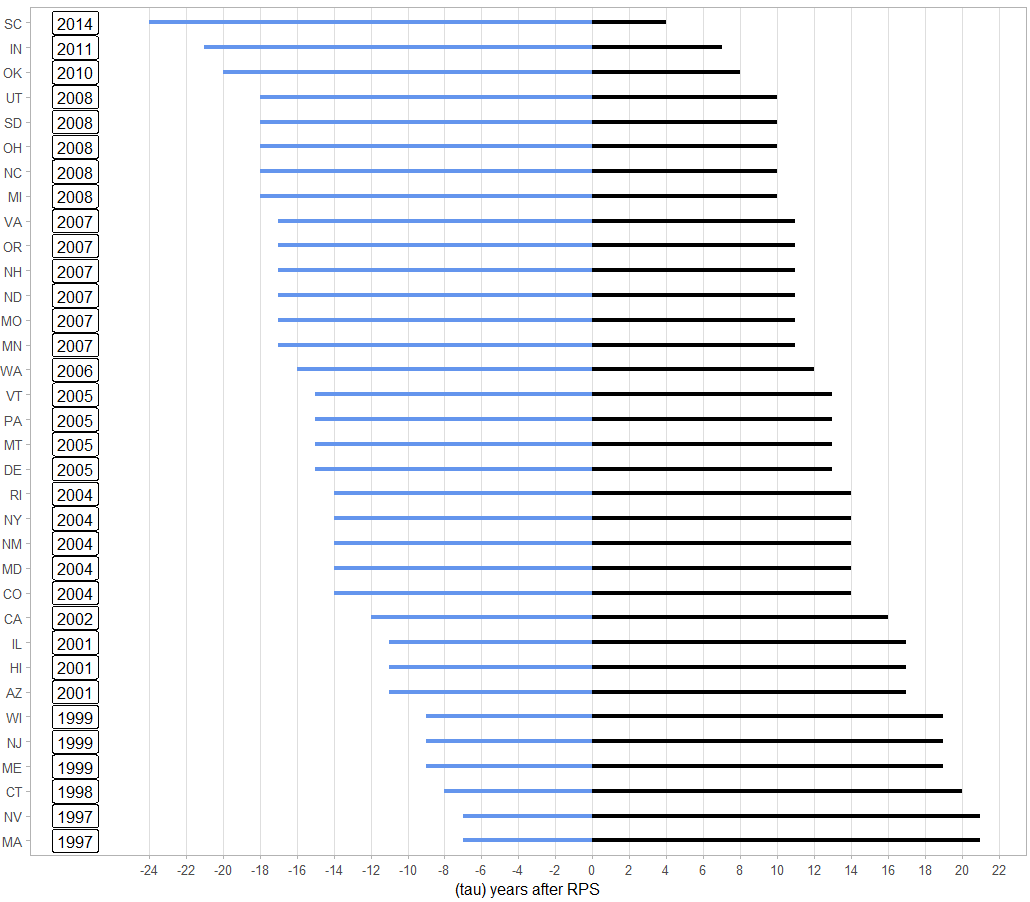 SC 2014
IN 2011
OK 2010
UT 2008
SD 2008
OH 2008
NC 2008
MI 2008
VA 2007
OR 2007
NH 2007
ND 2007
MO 2007
MN 2007
WA 2006
VT 2005
PA 2005
MT 2005
DE 2005
RI 2004
NY 2004
NM 2004
MD 2004
CO 2004
CA 2002
IL 2001
HI 2001
AZ 2001
WI 1999
NJ 1999
ME 1999
CT 1998
NV 1997
MA 1997
-24 -22 -20 -18 -16 -14 -12 -10 -8 -6 -4 -2 0 2 4 6 8 10 12 14 16 18 20 22
(tau) years after RPS